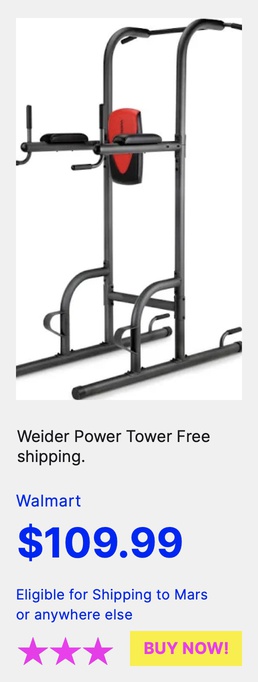 Weider Power Tower Free
shipping.
Walmart
$109.99
Eligible for Shipping to Mars
or anywhere else
BUY NOW!